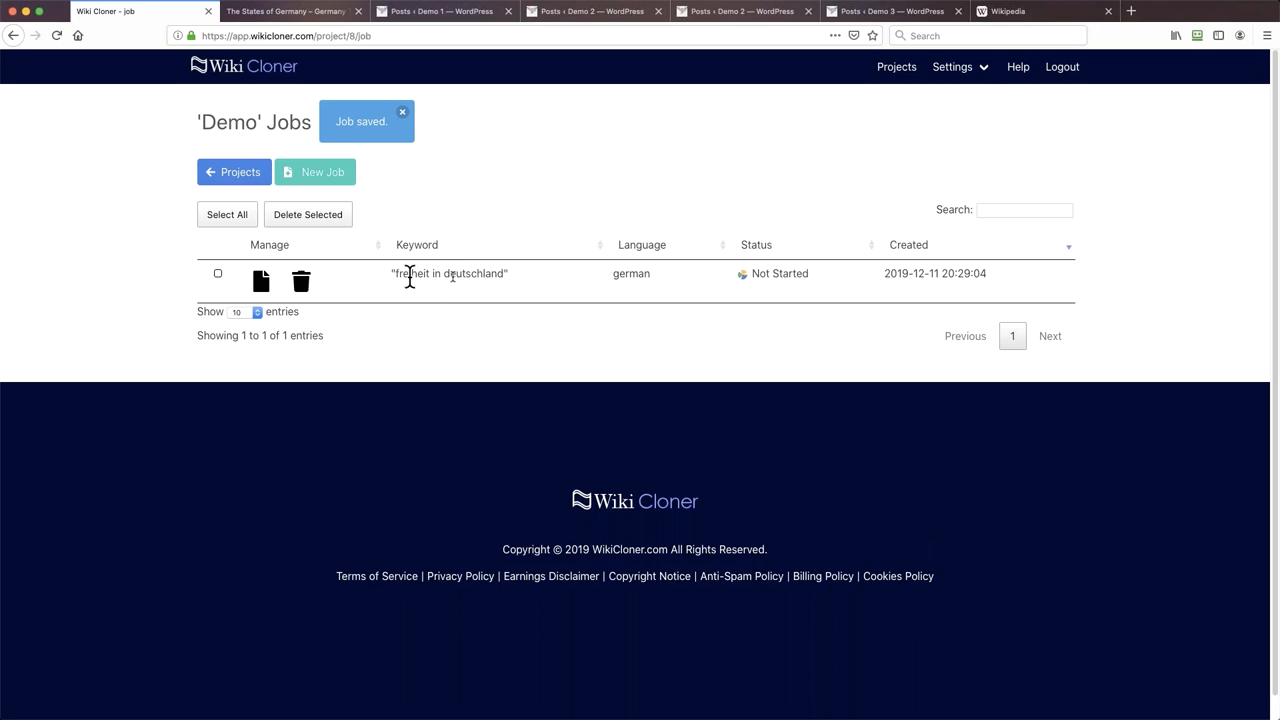 Wiki Cloner - job
The States of Germany – Germany
Posts ‹ Demo 1 — WordPress
Posts ‹ Demo 2 — WordPress
Posts ‹ Demo 2 — WordPress
Posts ‹ Demo 3 — WordPress
Wikipedia
https://app.wikicloner.com/project/8/job
Search
Wiki Cloner
Projects
Settings
Help
Logout
'Demo' Jobs
Job saved.
Projects
New Job
Select All
Delete Selected
Search:
Manage
Keyword
Language
Status
Created
"freiheit in deutschland"
german
Not Started
2019-12-11 20:29:04
Show 10 entries
Showing 1 to 1 of 1 entries
Previous
1
Next
Wiki Cloner
Copyright © 2019 WikiCloner.com All Rights Reserved.
Terms of Service | Privacy Policy | Earnings Disclaimer | Copyright Notice | Anti-Spam Policy | Billing Policy | Cookies Policy